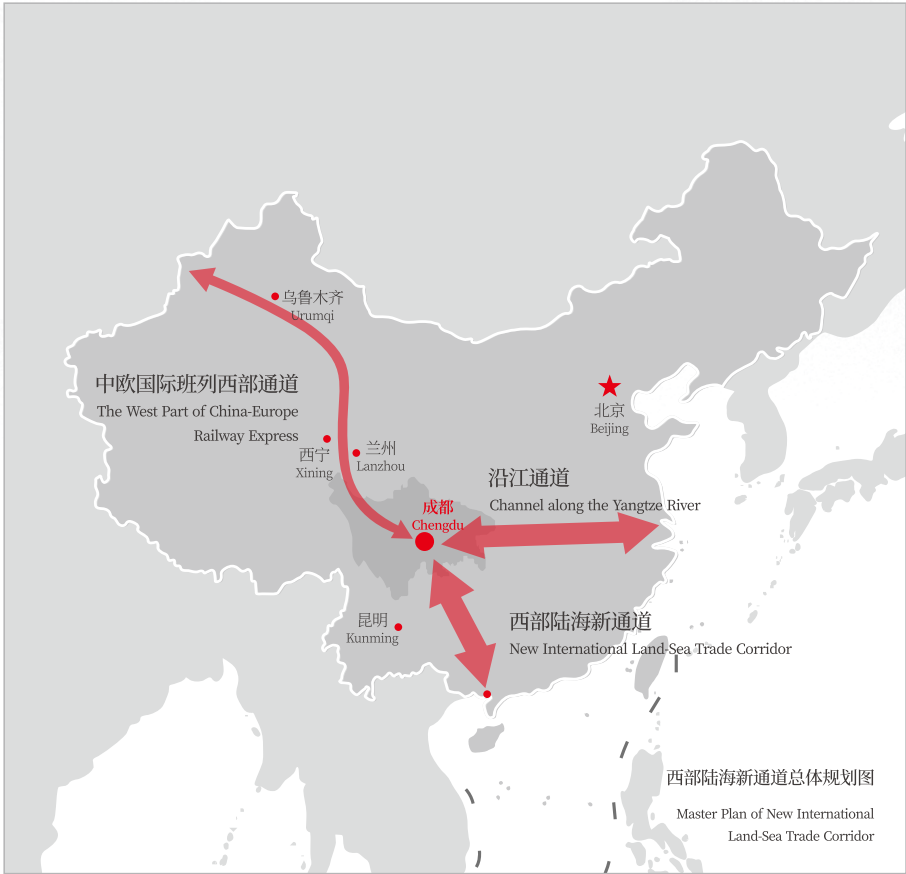 乌鲁木齐
Urumqi
中欧国际班列西部通道
The West Part of China-Europe
Railway Express
北京
Beijing
西宁
Xining
兰州
Lanzhou
沿江通道
Channel along the Yangtze River
成都
Chengdu
昆明
Kunming
西部陆海新通道
New International Land-Sea Trade Corridor
西部陆海新通道总体规划图
Master Plan of New International
Land-Sea Trade Corridor